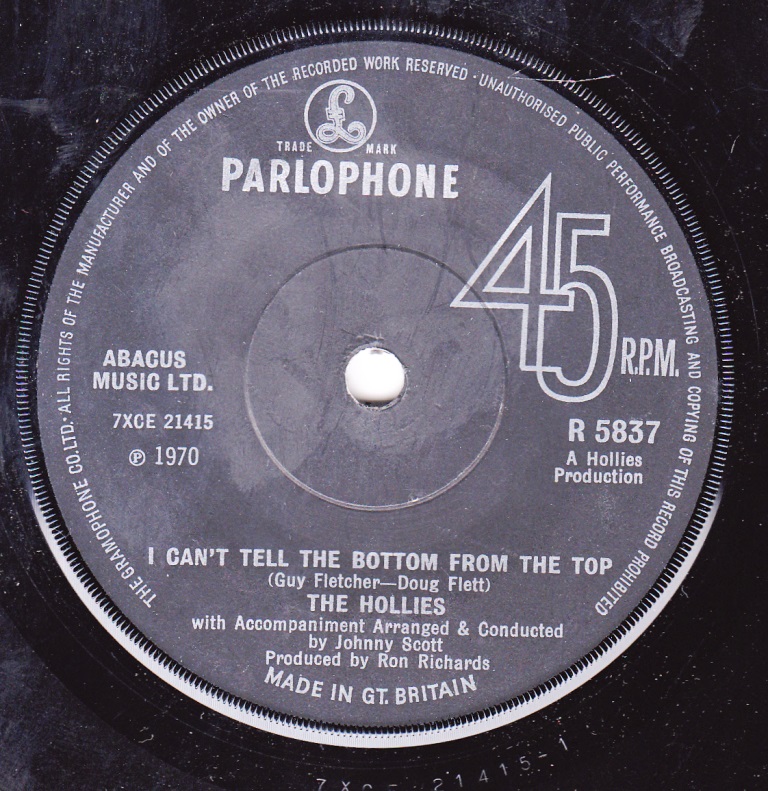 THE GRAMOPHONE CO. LTD. · ALL RIGHTS OF THE MANUFACTURER AND OF THE OWNER OF THE RECORDED WORK RESERVED · UNAUTHORISED PUBLIC PERFORMANCE BROADCASTING AND COPYING OF THIS RECORD PROHIBITED
£
TRADE MARK
PARLOPHONE
45 R.P.M.
ABACUS
MUSIC LTD.
7XCE 21415
℗ 1970
R 5837
A Hollies
Production
I CAN'T TELL THE BOTTOM FROM THE TOP
(Guy Fletcher—Doug Flett)
THE HOLLIES
with Accompaniment Arranged & Conducted
by Johnny Scott
Produced by Ron Richards
MADE IN GT. BRITAIN
21415-1